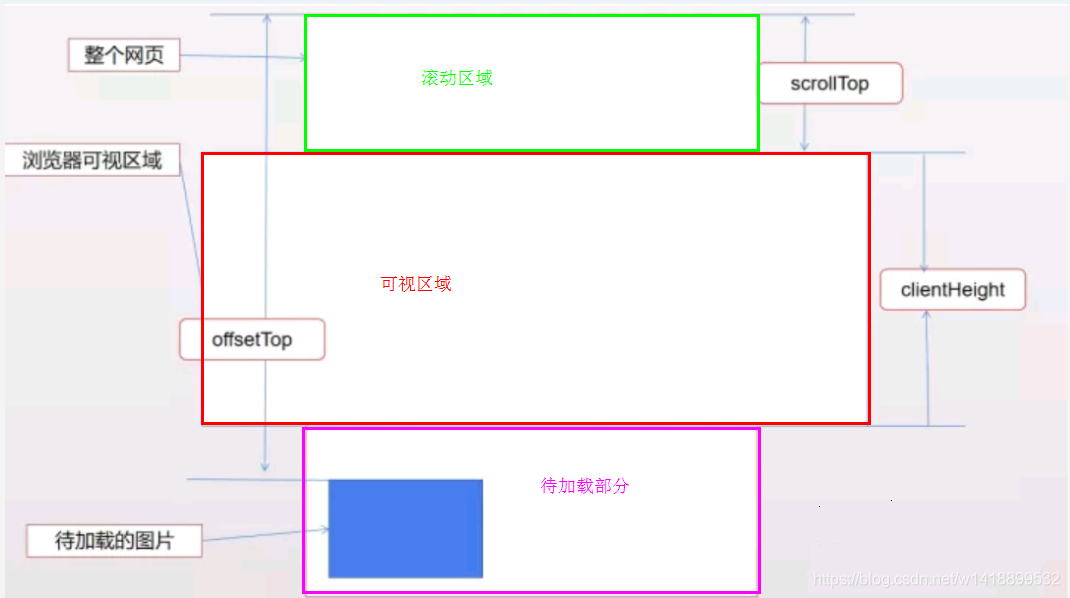 整个网页
滚动区域
scrollTop
浏览器可视区域
可视区域
clientHeight
offsetTop
待加载部分
待加载的图片
https://blog.csdn.net/w1418899532